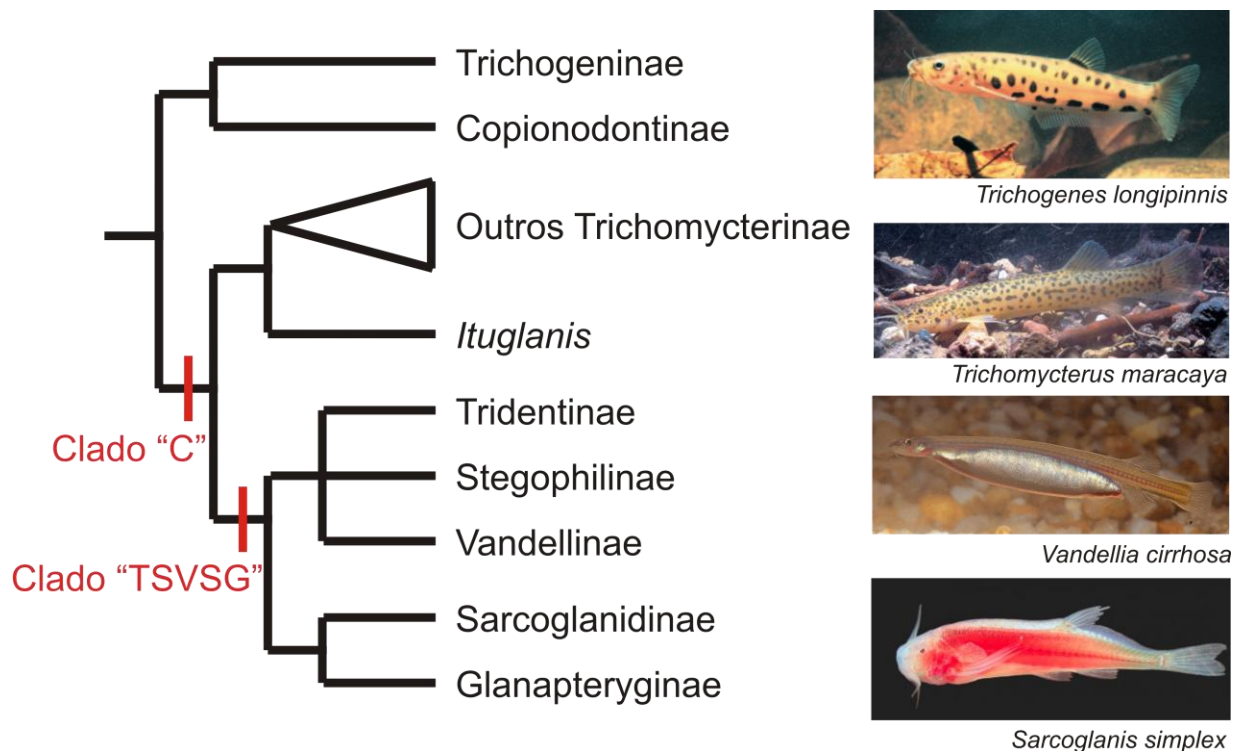 Trichogeninae
Copionodontinae
Outros Trichomycterinae
Ituglanis
Clado “C”
Tridentinae
Stegophilinae
Vandellinae
Clado “TSVSG”
Sarcoglanidinae
Glanapteryginae
Trichogenes longipinnis
Trichomycterus maracaya
Vandellia cirrhosa
Sarcoglanis simplex